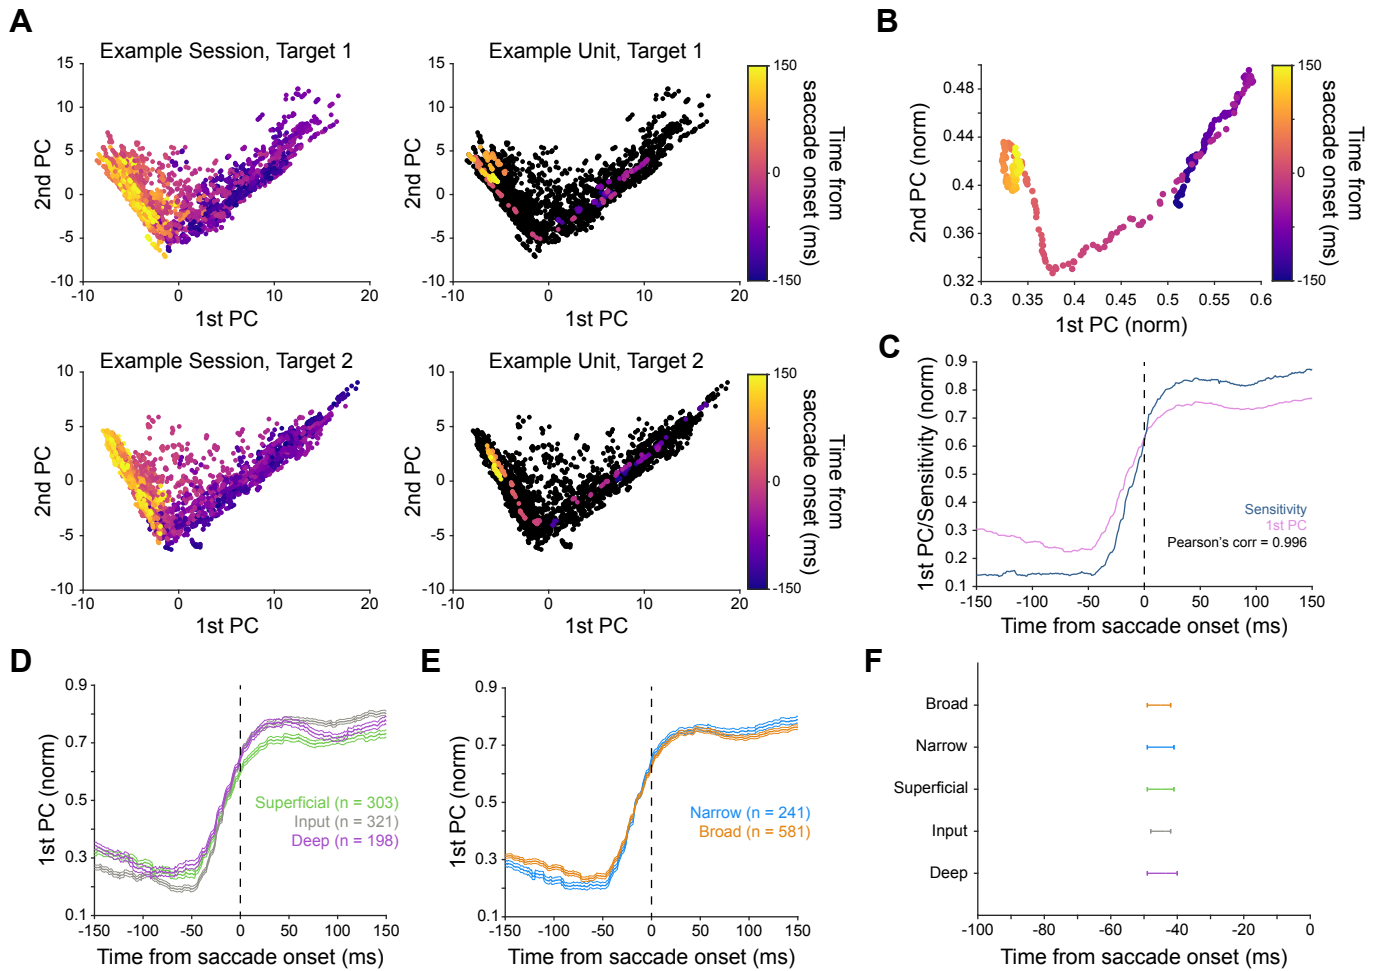 A
Example Session, Target 1
15
10
5
0
-5
-10
2nd PC
-10
0
10
20
1st PC
Example Unit, Target 1
15
10
5
0
-5
-10
2nd PC
-10
0
10
20
1st PC
150
0
-150
Time from
saccade onset (ms)
B
0.48
0.44
0.4
0.36
0.32
2nd PC (norm)
0.3
0.35
0.4
0.45
0.5
0.55
0.6
1st PC (norm)
150
0
-150
Time from
saccade onset (ms)
Example Session, Target 2
10
5
0
-5
-10
2nd PC
-10
0
10
20
1st PC
Example Unit, Target 2
10
5
0
-5
-10
2nd PC
-10
0
10
20
1st PC
150
0
-150
Time from
saccade onset (ms)
C
0.9
0.8
0.7
0.6
0.5
0.4
0.3
0.2
0.1
1st PC/Sensitivity (norm)
Sensitivity
1st PC
Pearson's corr = 0.996
-150
-100
-50
0
50
100
150
Time from saccade onset (ms)
D
0.9
0.7
0.5
0.3
0.1
1st PC (norm)
Superficial (n = 303)
Input (n = 321)
Deep (n = 198)
-150
-100
-50
0
50
100
150
Time from saccade onset (ms)
E
0.9
0.7
0.5
0.3
0.1
1st PC (norm)
Narrow (n = 241)
Broad (n = 581)
-150
-100
-50
0
50
100
150
Time from saccade onset (ms)
F
Broad
Narrow
Superficial
Input
Deep
-100
-80
-60
-40
-20
0
Time from saccade onset (ms)